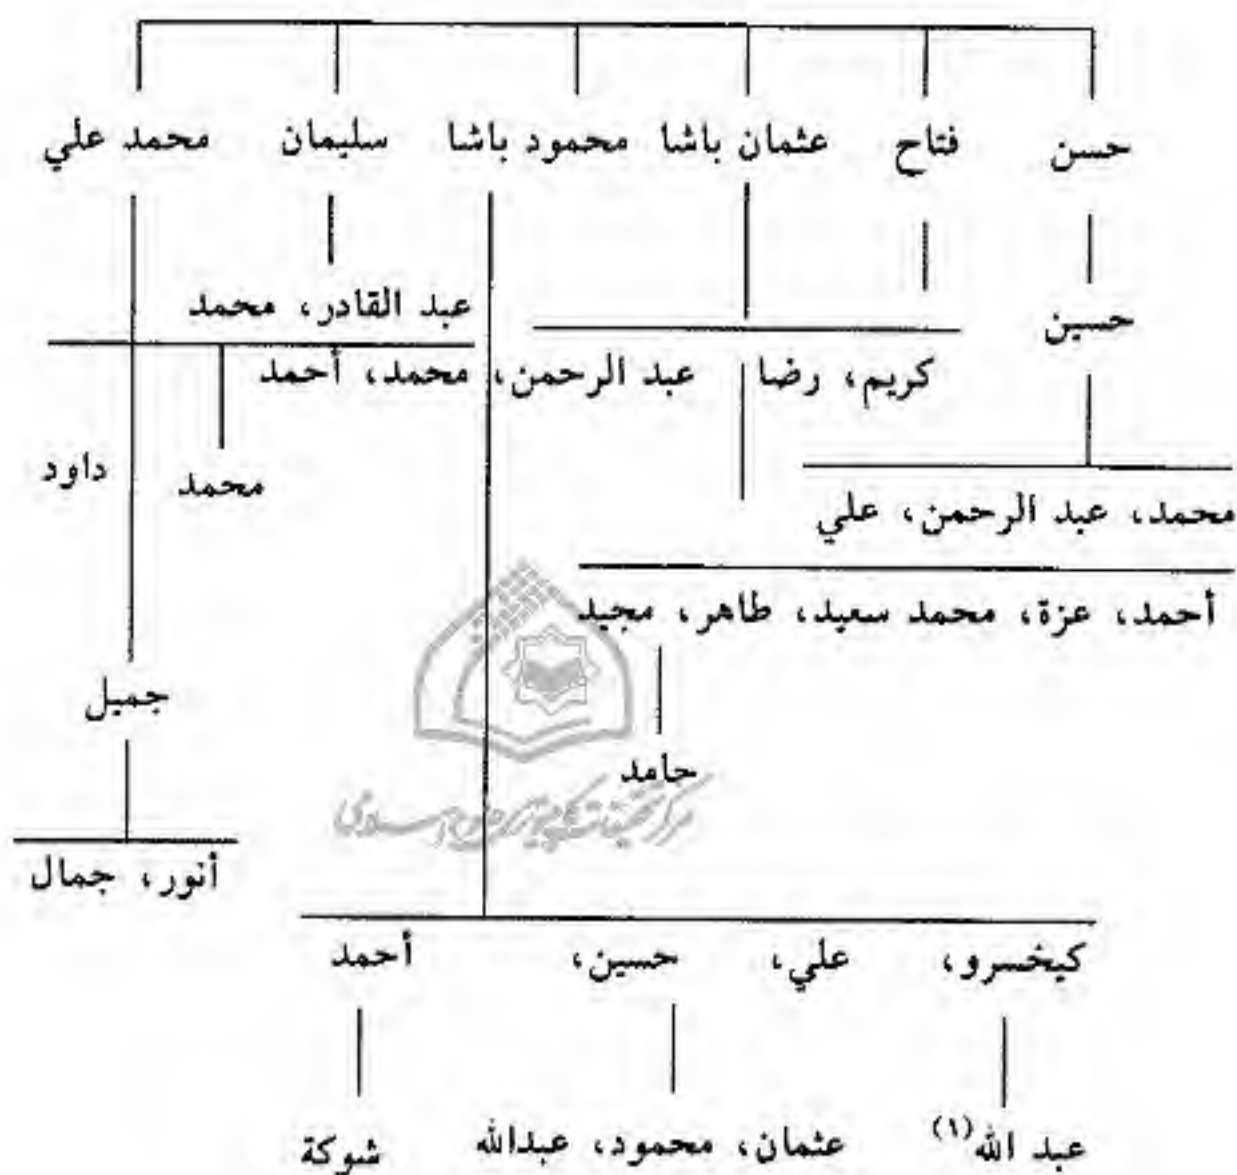 حسن فتاح عثمان باشا محمود باشا سليمان محمد علي
عبد القادر، محمد
حسين
كريم، رضا عبد الرحمن، محمد، أحمد
داود
محمد
محمد، عبد الرحمن، علي
أحمد، عزة، محمد سعيد، طاهر، مجيد
جميل
حامد
أنور، جمال
كيخسرو، علي، حسين، أحمد
عبد الله (١) عثمان، محمود، عبدالله شوكة